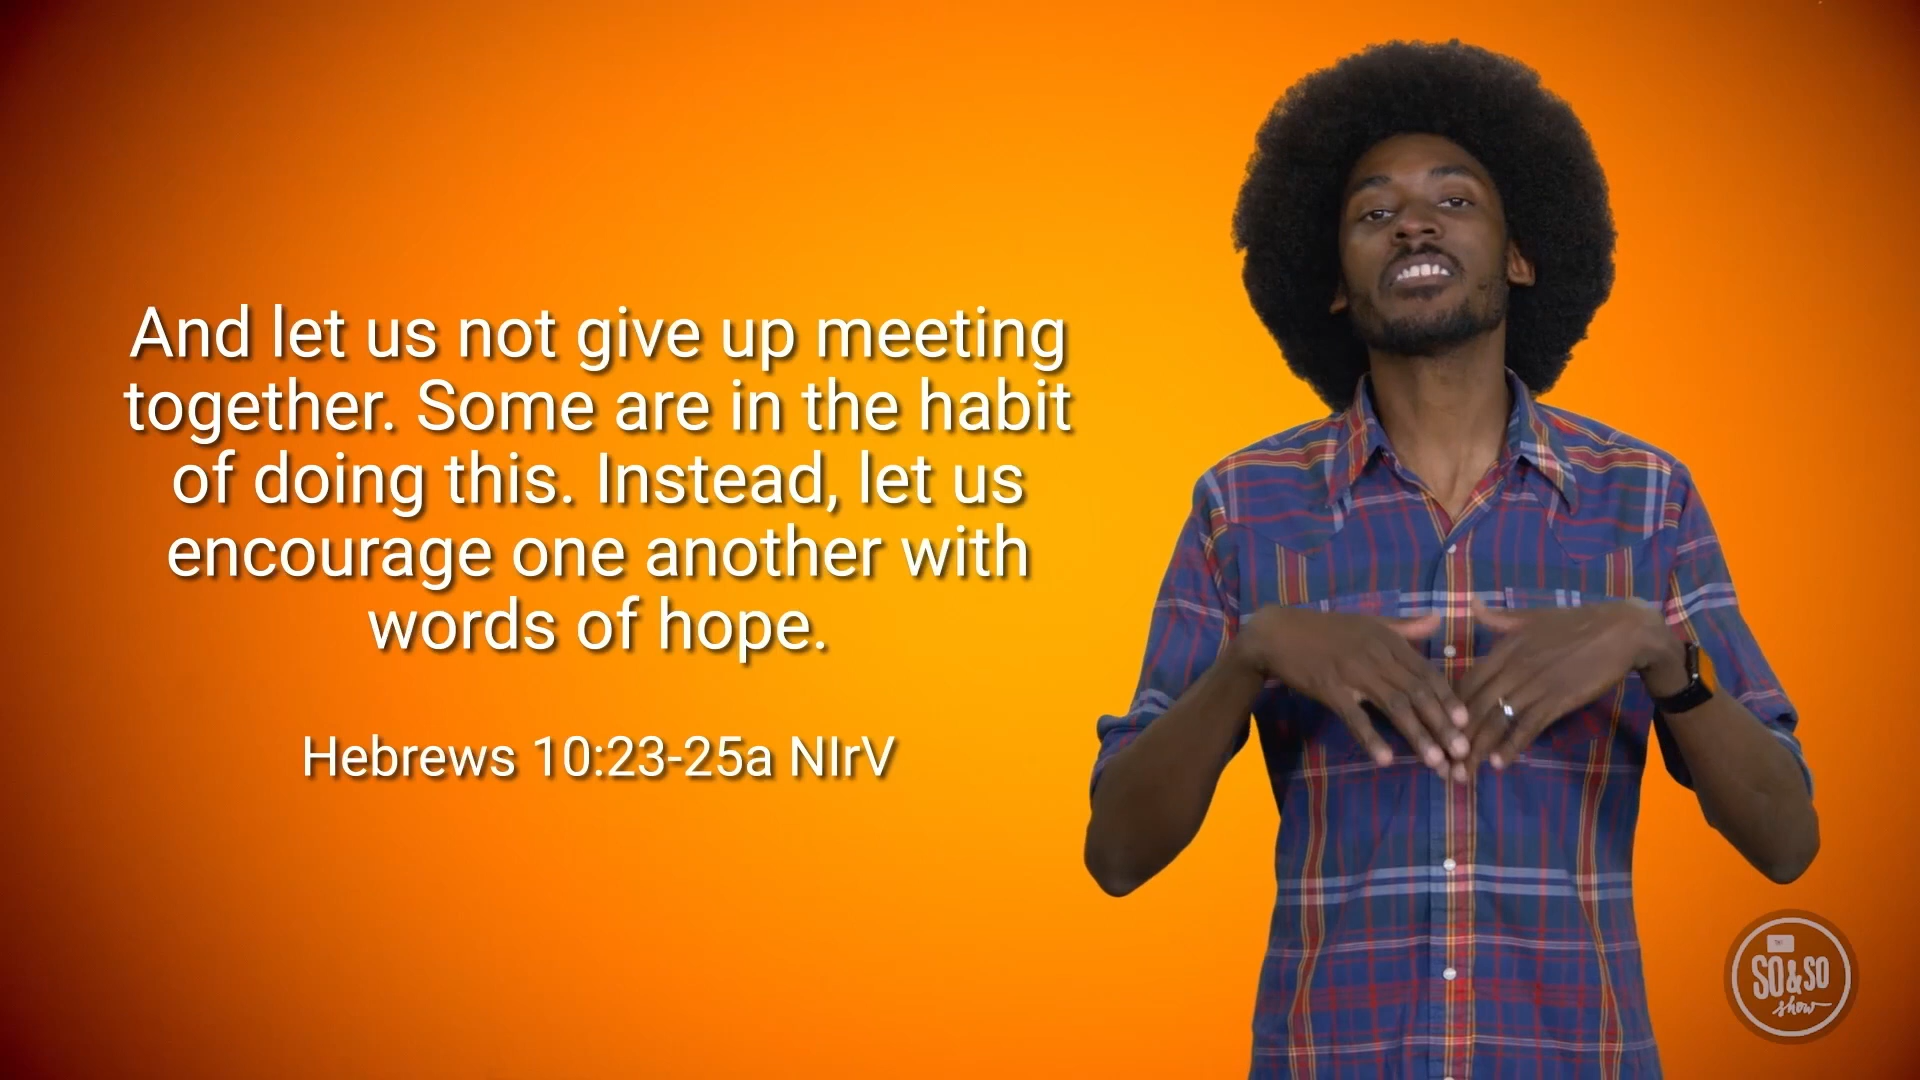 And let us not give up meeting
together. Some are in the habit
of doing this. Instead, let us
encourage one another with
words of hope.
Hebrews 10:23-25a NIrV
SO & SO
show